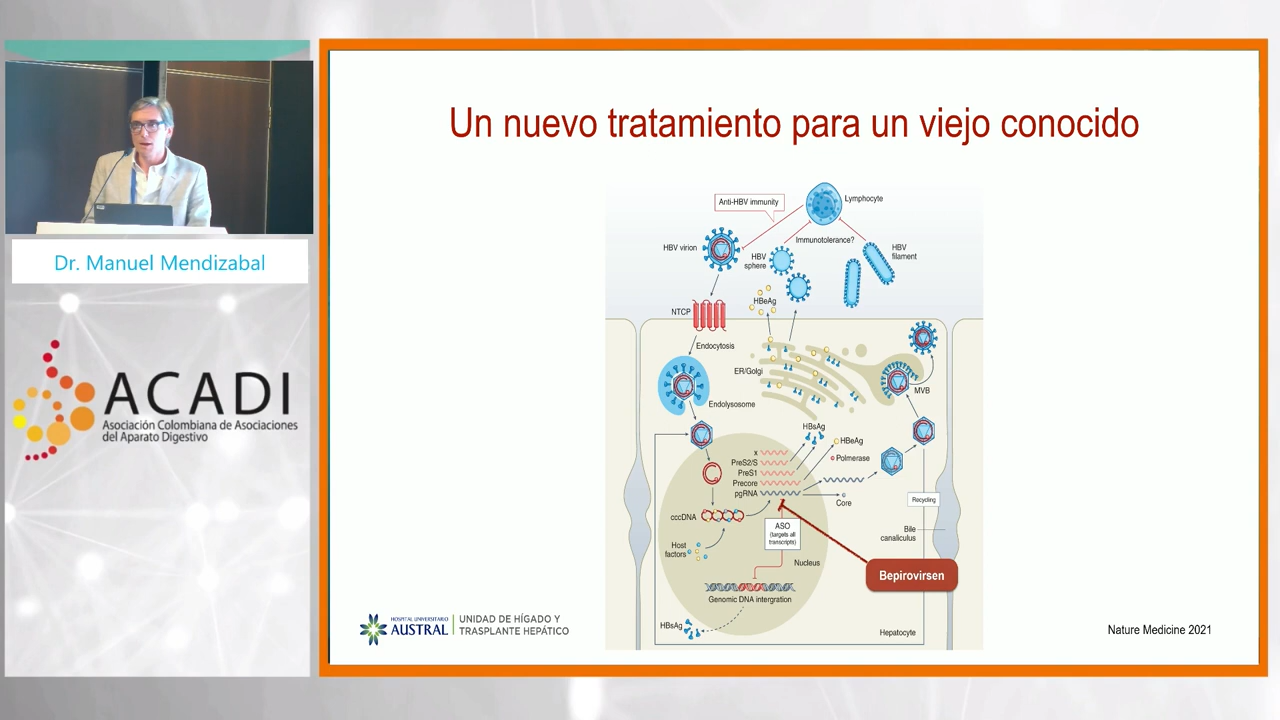 Un nuevo tratamiento para un viejo conocido
Anti-HBV immunity
Lymphocyte
HBV virion
Immunotolerance?
HBV
sphere
HBV
filament
HBeAg
NTCP
Endocytosis
ER/Golgi
MVB
Endolysosome
HBsAg
HBeAg
Polmerase
x
PreS2/S
PreS1
Precore
pgRNA
Core
Recycling
cccDNA
ASO
(targets all
transcripts)
Bile
canaliculus
Host
factors
Nucleus
Bepirovirsen
Genomic DNA intergration
HBsAg
Hepatocyte
HOSPITAL UNIVERSITARIO
AUSTRAL
UNIDAD DE HÍGADO Y
TRASPLANTE HEPÁTICO
Nature Medicine 2021
Dr. Manuel Mendizabal
ACADI
Asociación Colombiana de Asociaciones
del Aparato Digestivo